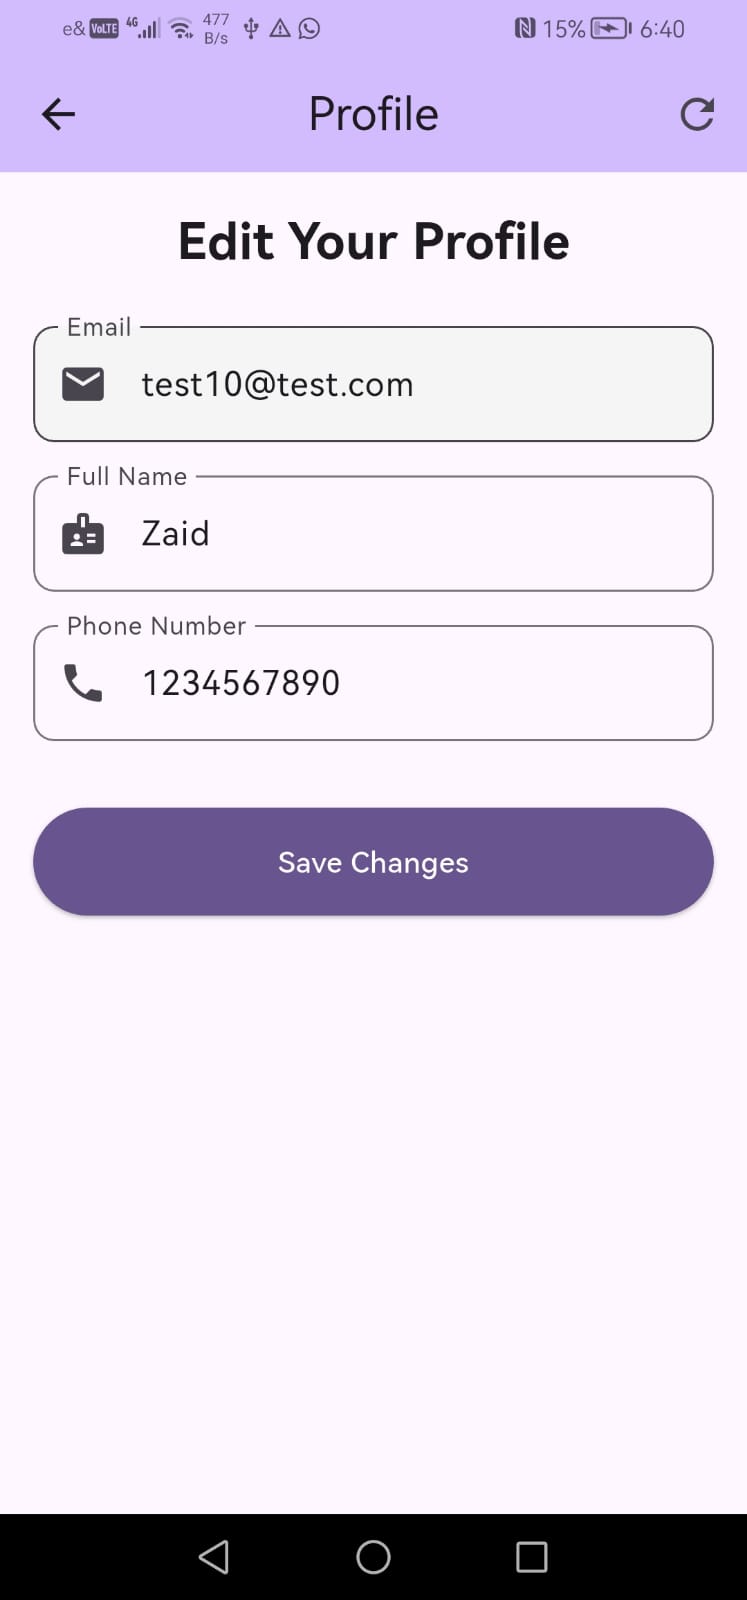 e& VoLTE 4G 477 B/s 15% 6:40
Profile
Edit Your Profile
Email
test10@test.com
Full Name
Zaid
Phone Number
1234567890
Save Changes